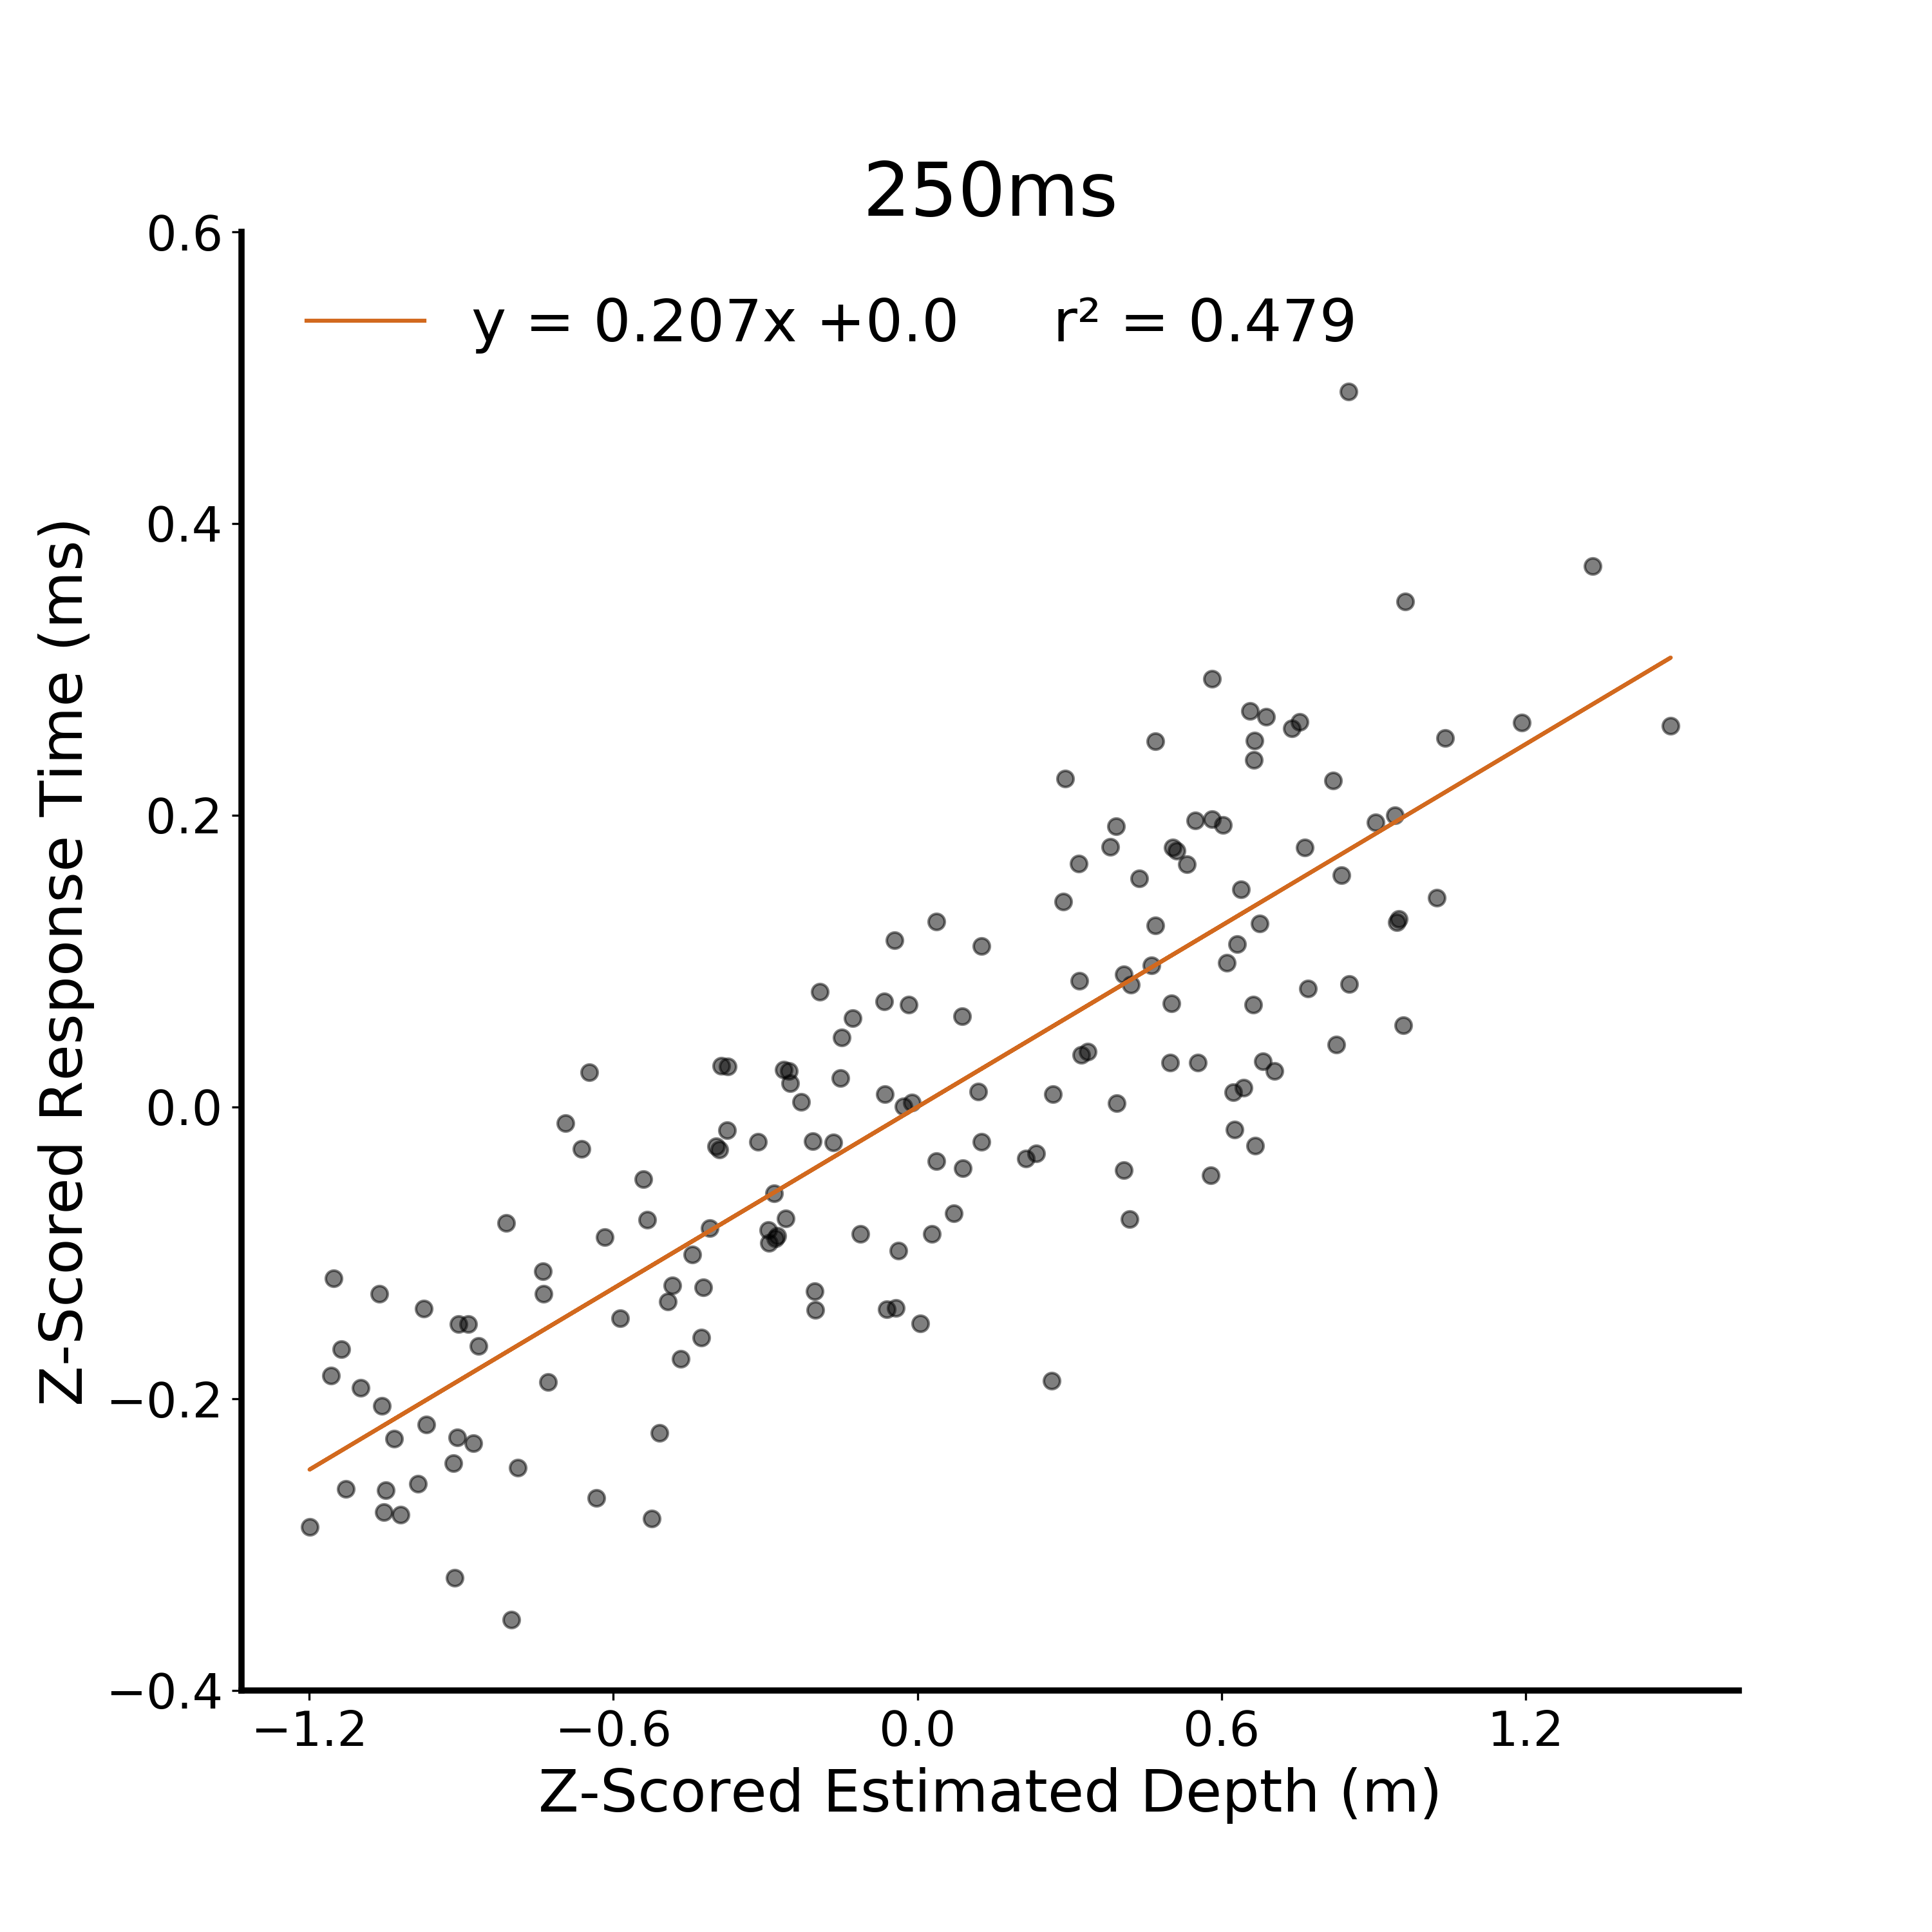 250ms
y = 0.207x +0.0 r² = 0.479
0.6
0.4
0.2
0.0
−0.2
−0.4
Z-Scored Response Time (ms)
−1.2 −0.6 0.0 0.6 1.2
Z-Scored Estimated Depth (m)